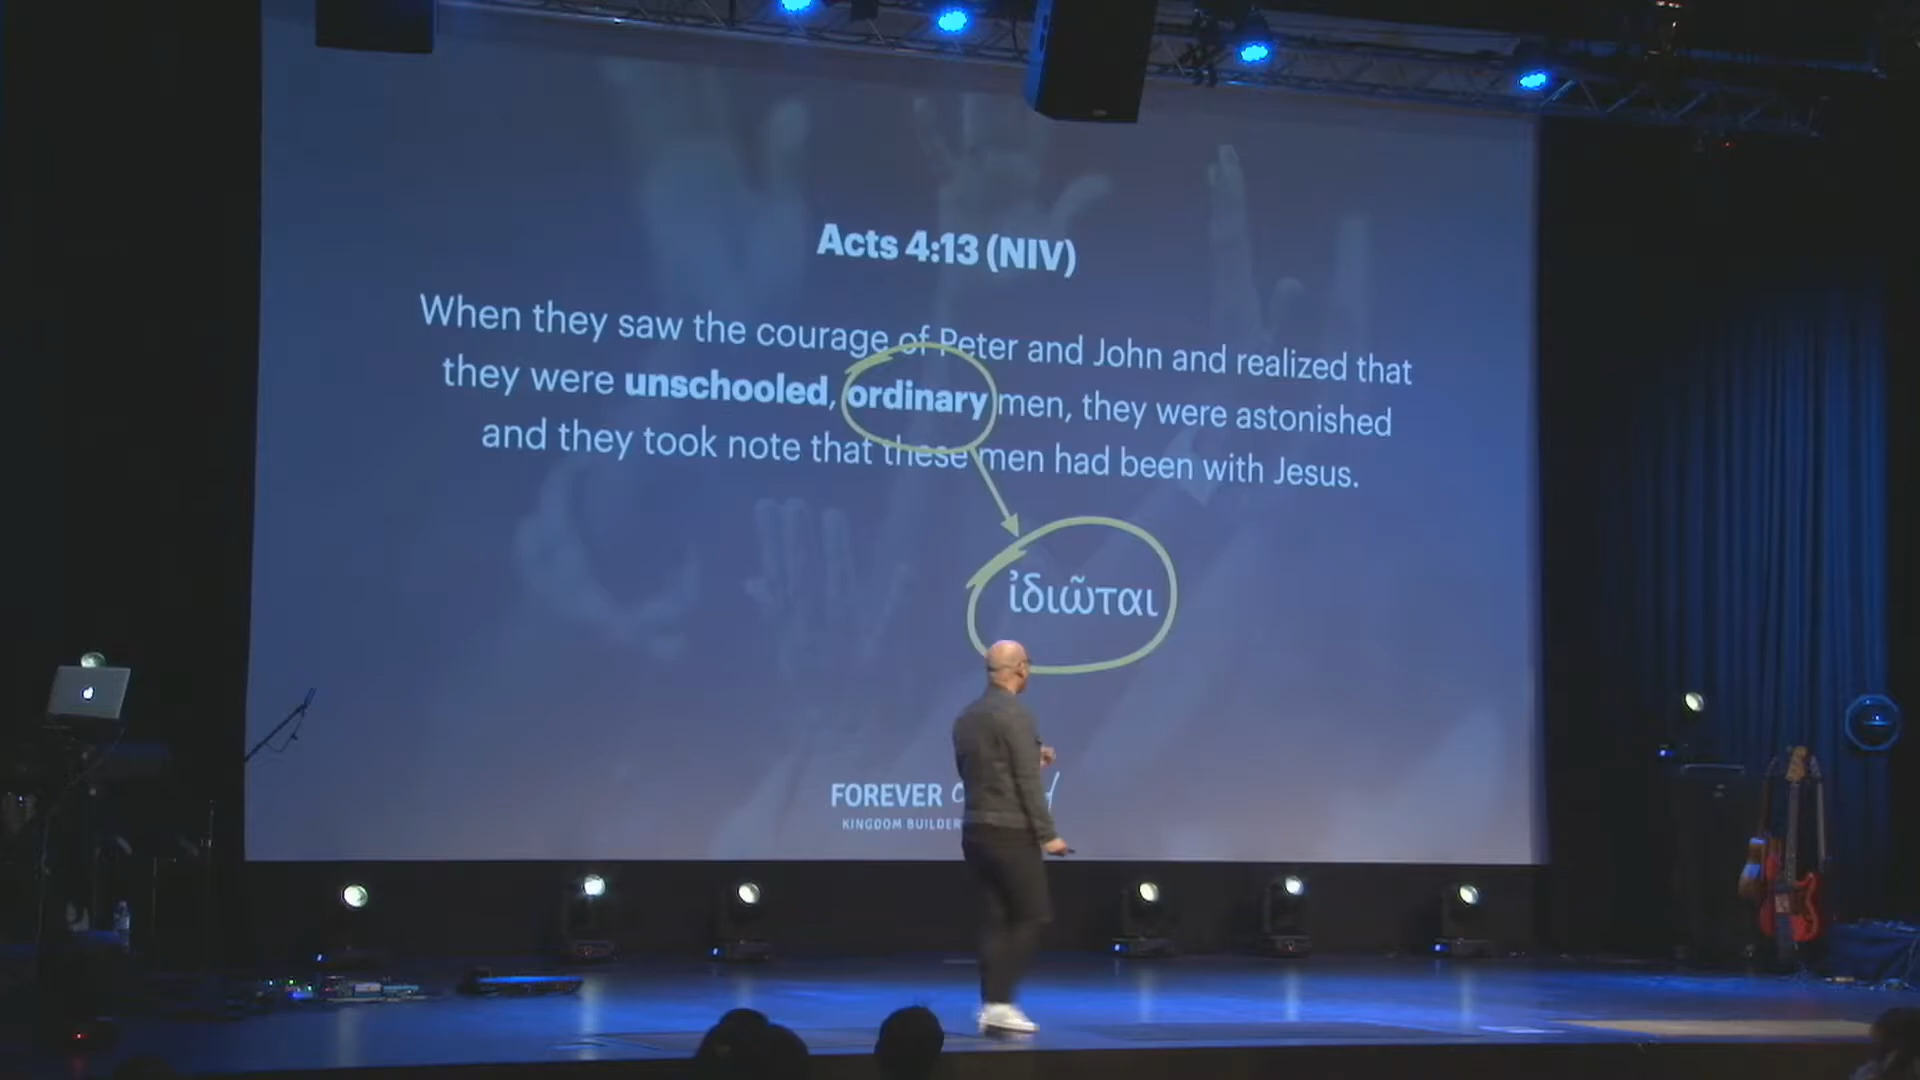 Acts 4:13 (NIV)
When they saw the courage of Peter and John and realized that
they were unschooled, ordinary men, they were astonished
and they took note that these men had been with Jesus.
ἰδιῶται
FOREVER
KINGDOM BUILDER